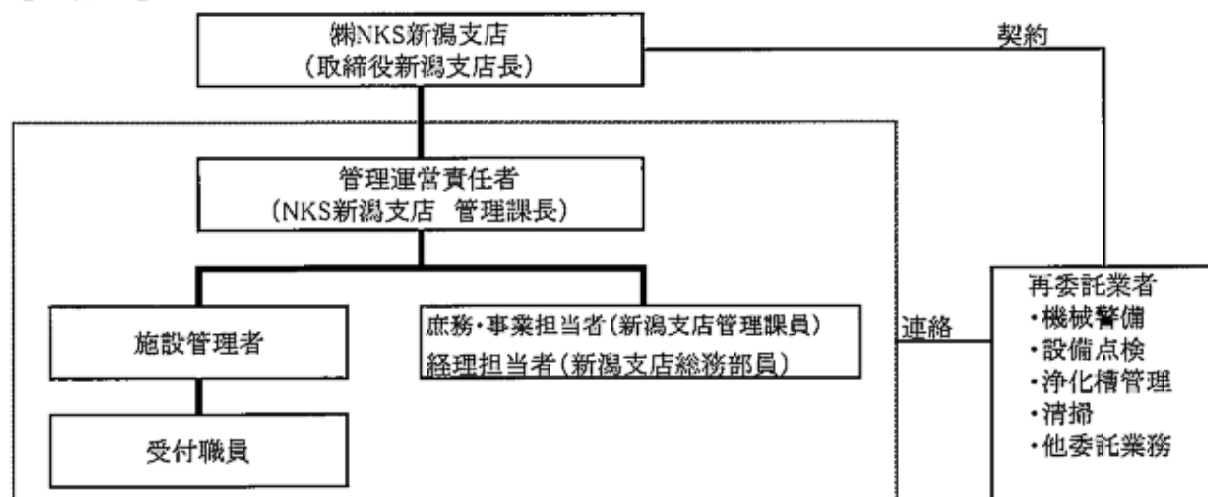 ㈱NKS新潟支店
（取締役新潟支店長）
契約
管理運営責任者
（NKS新潟支店　管理課長）
施設管理者
庶務・事業担当者（新潟支店管理課員）
経理担当者（新潟支店総務部員）
連絡
再委託業者
・機械警備
・設備点検
・浄化槽管理
・清掃
・他委託業務
受付職員